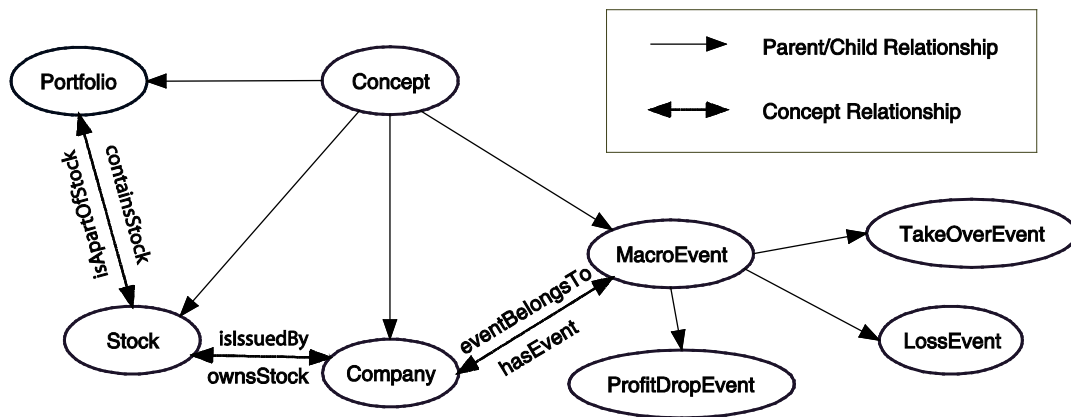 Parent/Child Relationship
Concept Relationship
Portfolio
Concept
isApartOfStock
containsStock
MacroEvent
TakeOverEvent
Stock
isIssuedBy
ownsStock
Company
eventBelongsTo
hasEvent
LossEvent
ProfitDropEvent